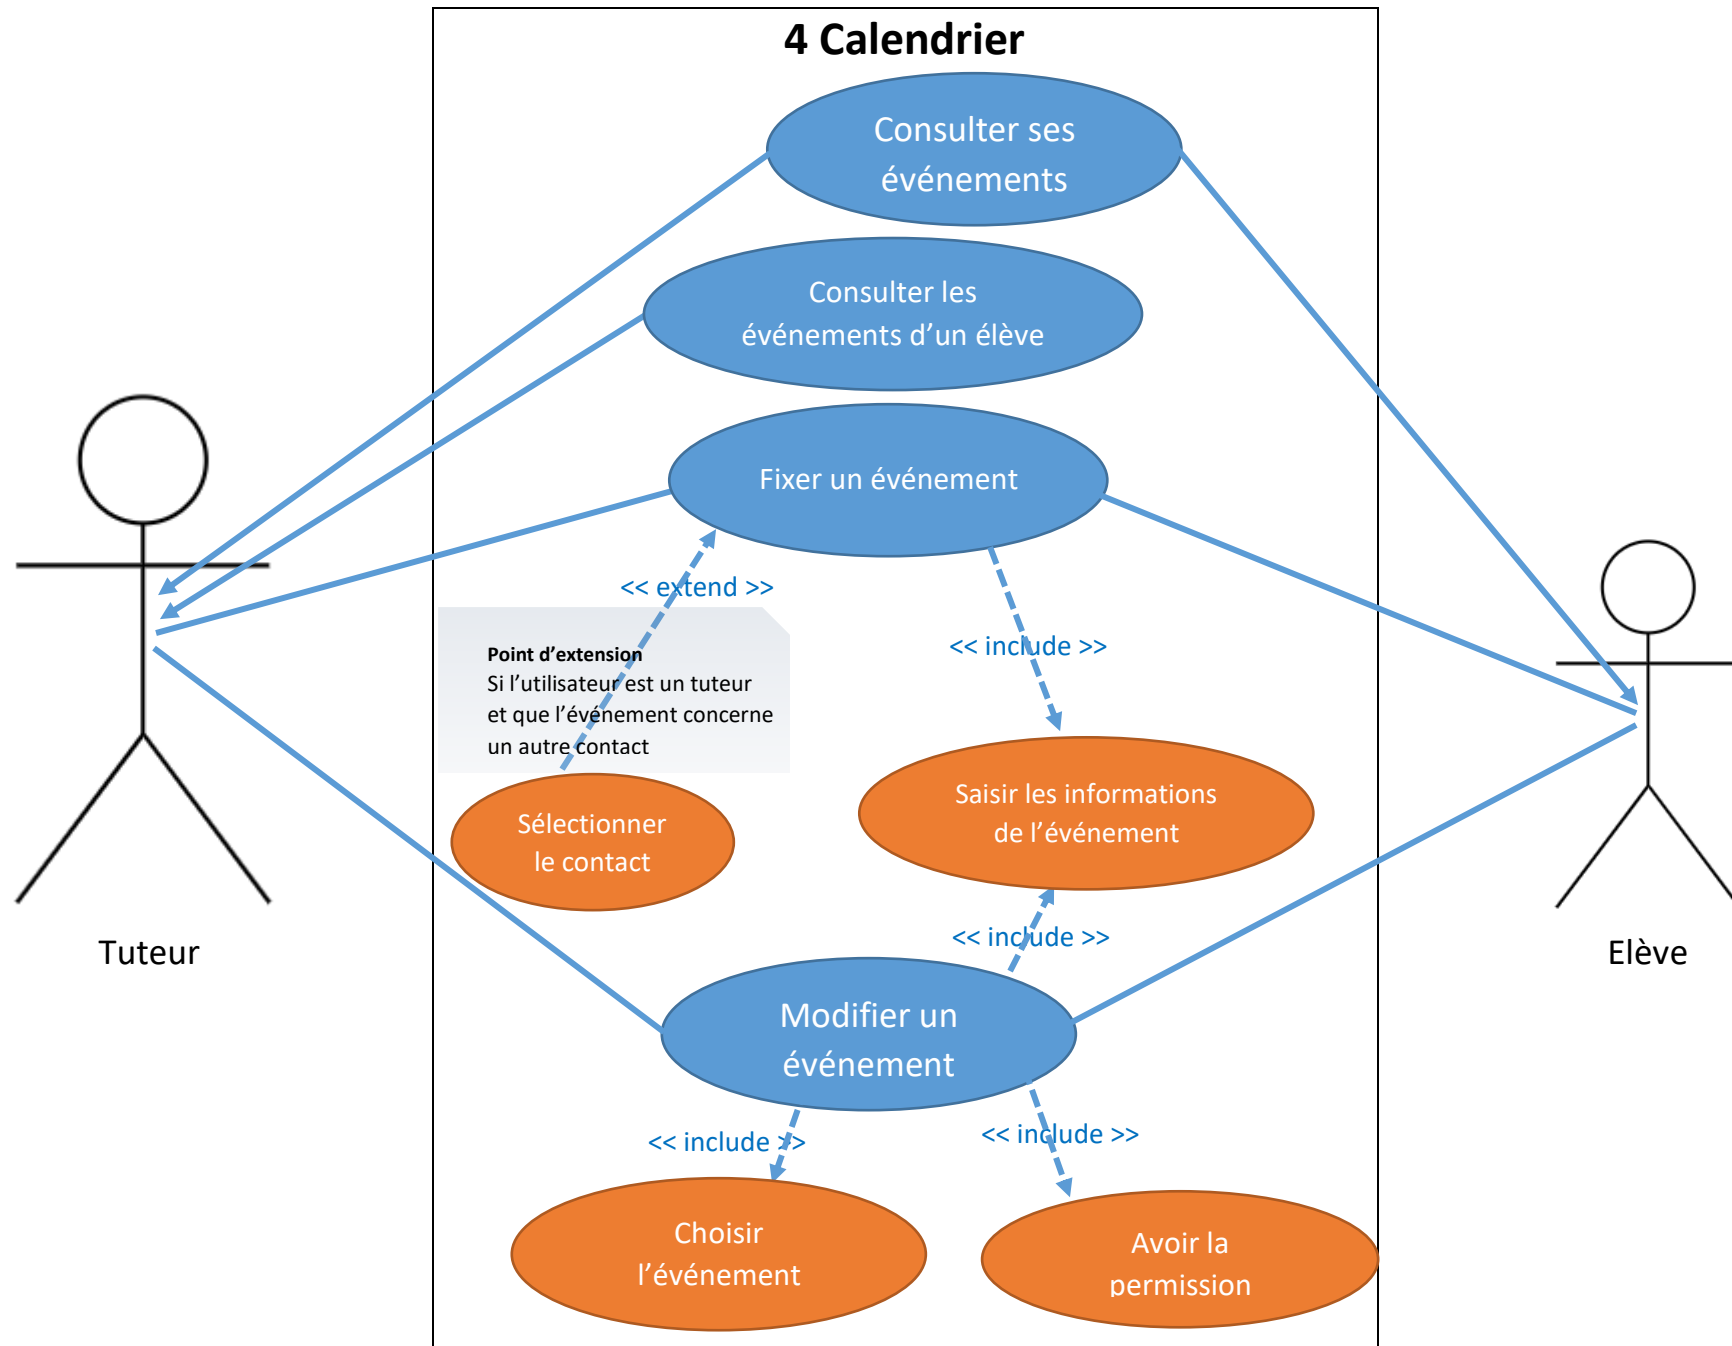 4 Calendrier
Consulter ses
événements
Consulter les
événements d’un élève
Fixer un événement
<< extend >>
Point d’extension
Si l’utilisateur est un tuteur
et que l’événement concerne
un autre contact
<< include >>
Sélectionner
le contact
Saisir les informations
de l’événement
<< include >>
Tuteur
Elève
Modifier un
événement
<< include >>
<< include >>
Choisir
l’événement
Avoir la
permission